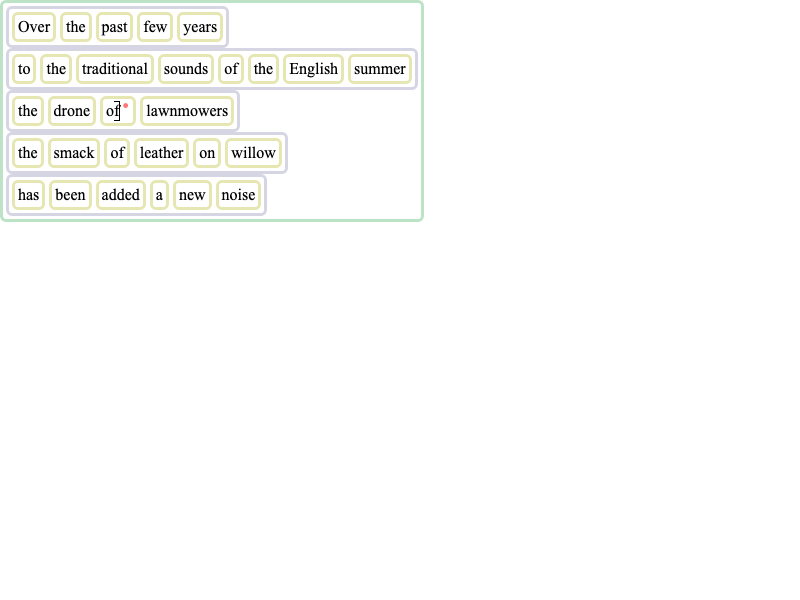 Over the past few years
to the traditional sounds of the English summer
the drone of lawnmowers
the smack of leather on willow
has been added a new noise